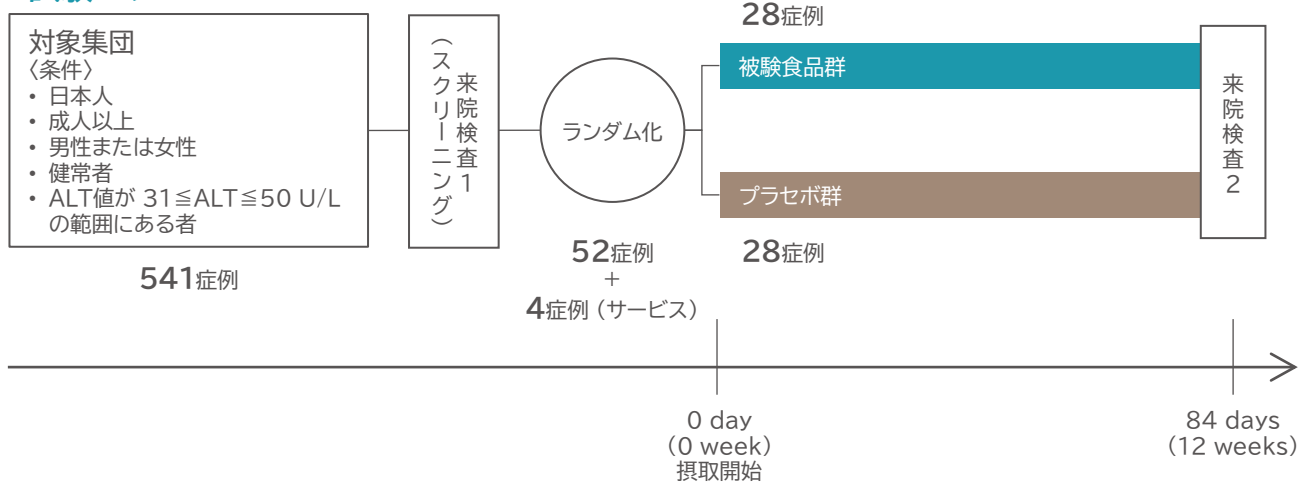 対象集団
〈条件〉
• 日本人
• 成人以上
• 男性または女性
• 健常者
• ALT値が 31≦ALT≦50 U/L
の範囲にある者
541症例
来院検査1
（スクリーニング）
ランダム化
52症例
+
4症例（サービス）
28症例
被験食品群
プラセボ群
28症例
来院検査2
0 day
(0 week)
摂取開始
84 days
(12 weeks)